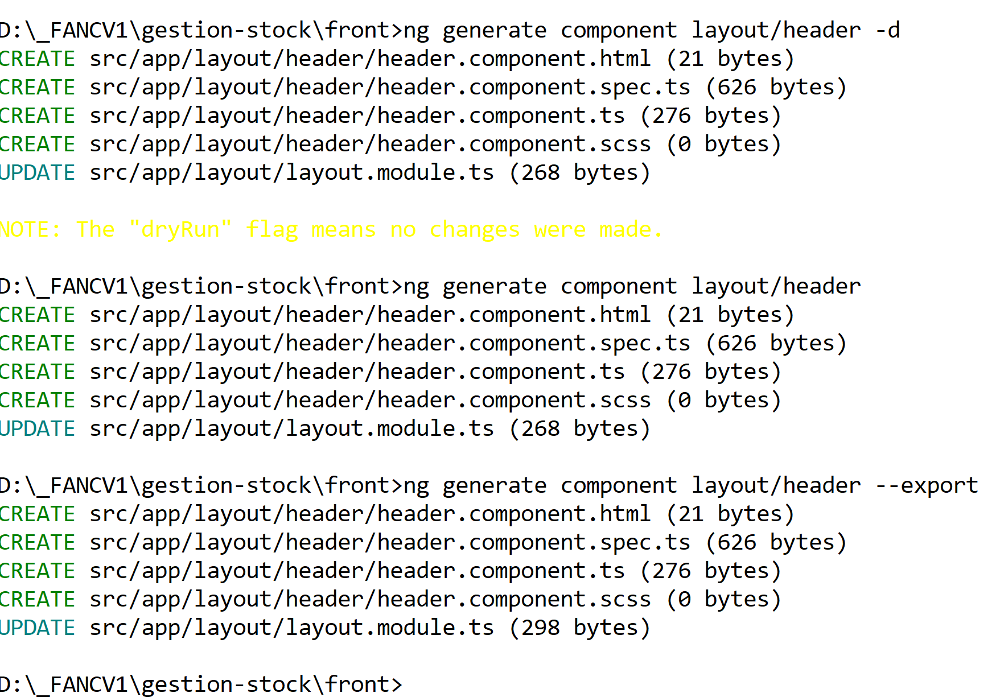 D:\_FANCV1\gestion-stock\front>ng generate component layout/header -d
CREATE src/app/layout/header/header.component.html (21 bytes)
CREATE src/app/layout/header/header.component.spec.ts (626 bytes)
CREATE src/app/layout/header/header.component.ts (276 bytes)
CREATE src/app/layout/header/header.component.scss (0 bytes)
UPDATE src/app/layout/layout.module.ts (268 bytes)
NOTE: The "dryRun" flag means no changes were made.
D:\_FANCV1\gestion-stock\front>ng generate component layout/header
CREATE src/app/layout/header/header.component.html (21 bytes)
CREATE src/app/layout/header/header.component.spec.ts (626 bytes)
CREATE src/app/layout/header/header.component.ts (276 bytes)
CREATE src/app/layout/header/header.component.scss (0 bytes)
UPDATE src/app/layout/layout.module.ts (268 bytes)
D:\_FANCV1\gestion-stock\front>ng generate component layout/header --export
CREATE src/app/layout/header/header.component.html (21 bytes)
CREATE src/app/layout/header/header.component.spec.ts (626 bytes)
CREATE src/app/layout/header/header.component.ts (276 bytes)
CREATE src/app/layout/header/header.component.scss (0 bytes)
UPDATE src/app/layout/layout.module.ts (298 bytes)
D:\_FANCV1\gestion-stock\front>